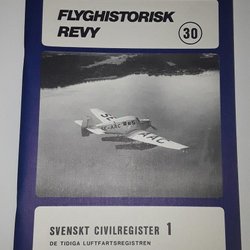 FLYGHISTORISK
REVY
30
SVENSKT CIVILREGISTER 1
DE TIDIGA LUFTFARTSREGISTREN